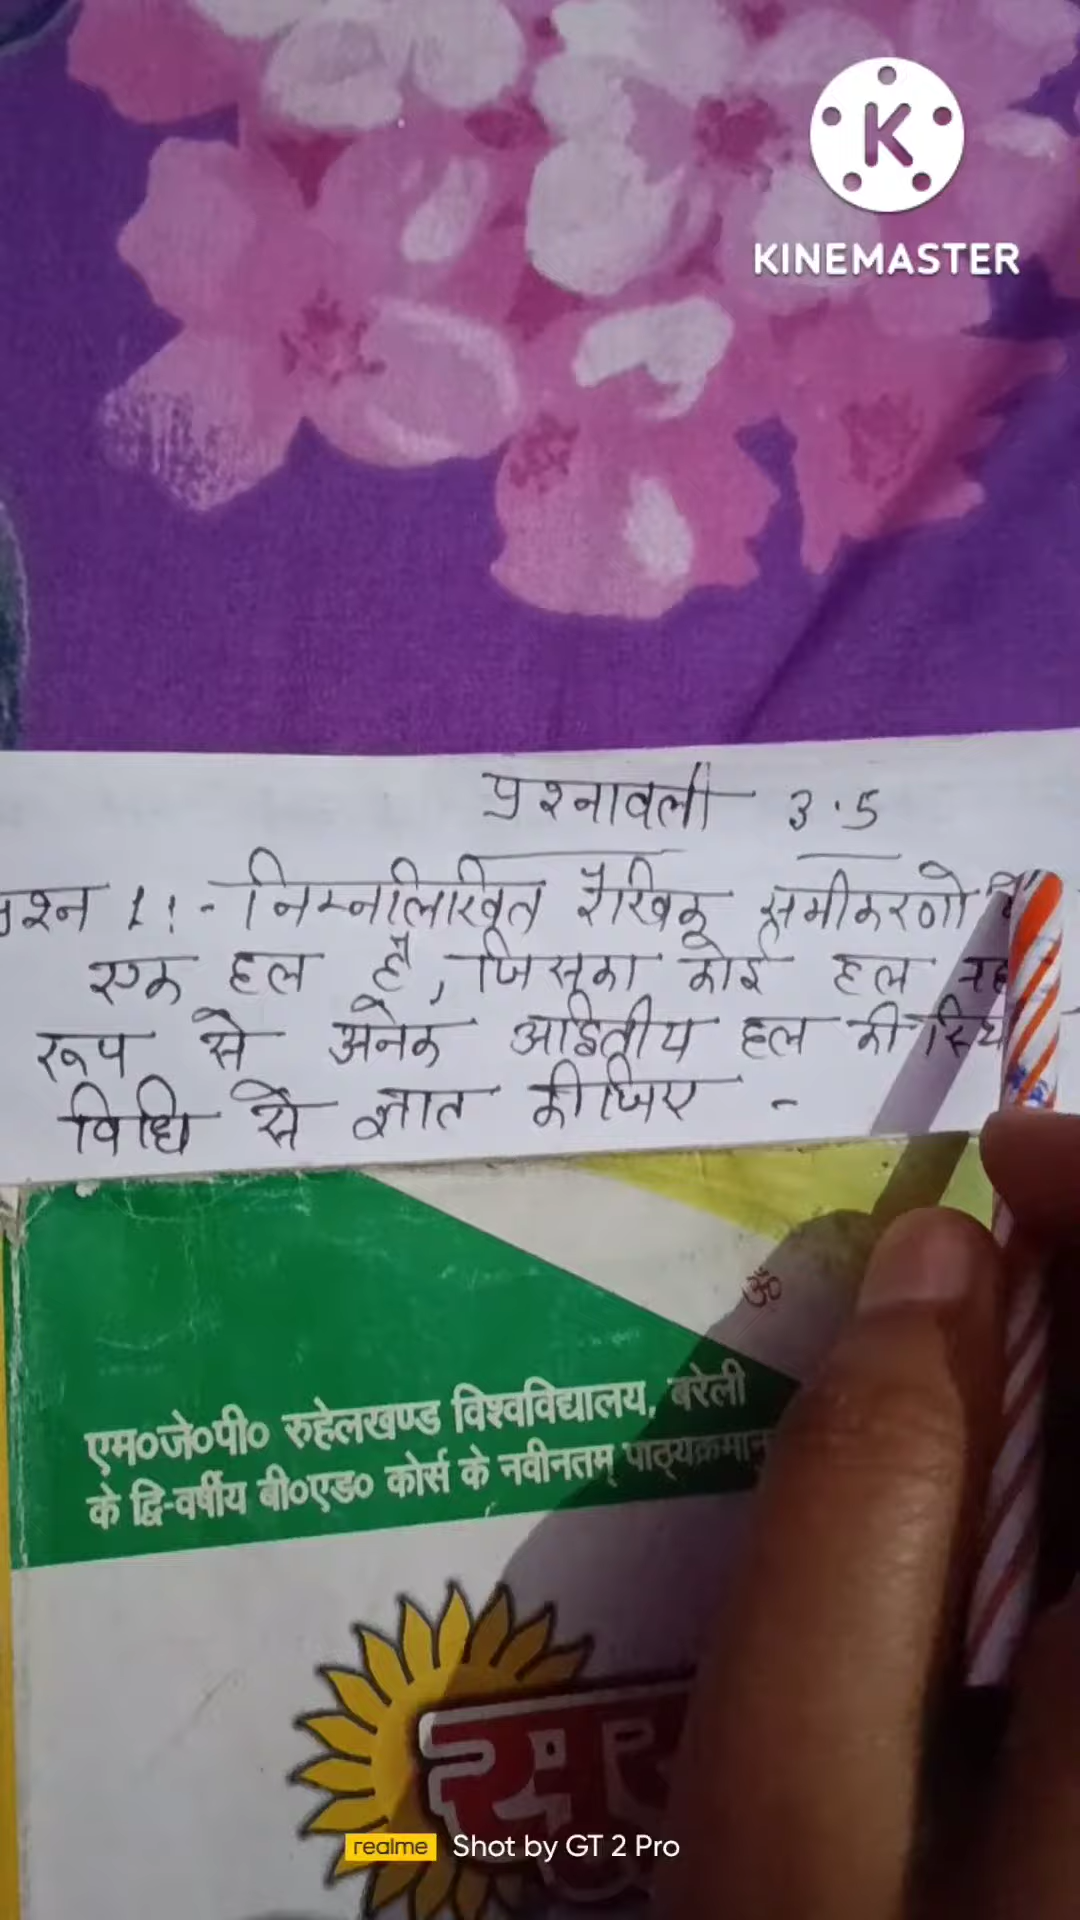 KINEMASTER
प्रश्नावली 3.5
प्रश्न 1:- निम्नलिखित रैखिक समीकरणो
एक हल है, जिसका कोई हल
रूप से अनेक अद्वितीय हल की
विधि से ज्ञात कीजिए -
ॐ
एम०जे०पी० रुहेलखण्ड विश्वविद्यालय, बरेली
के द्वि-वर्षीय बी०एड० कोर्स के नवीनतम्
realme Shot by GT 2 Pro